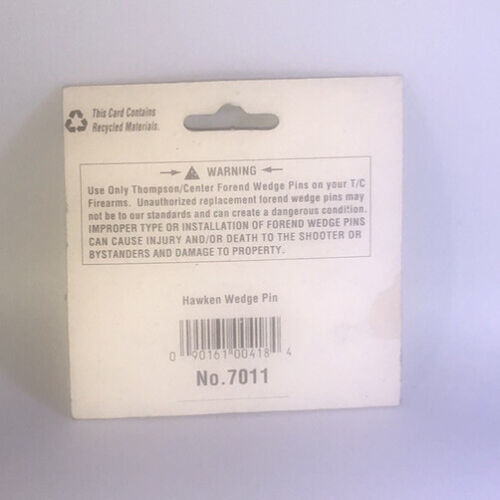 This Card Contains
Recycled Materials.
WARNING
Use Only Thompson/Center Forend Wedge Pins on your T/C
Firearms. Unauthorized replacement forend wedge pins may
not be to our standards and can create a dangerous condition.
IMPROPER TYPE OR INSTALLATION OF FOREND WEDGE PINS
CAN CAUSE INJURY AND/OR DEATH TO THE SHOOTER OR
BYSTANDERS AND DAMAGE TO PROPERTY.
Hawken Wedge Pin
0 90161 00418 4
No.7011